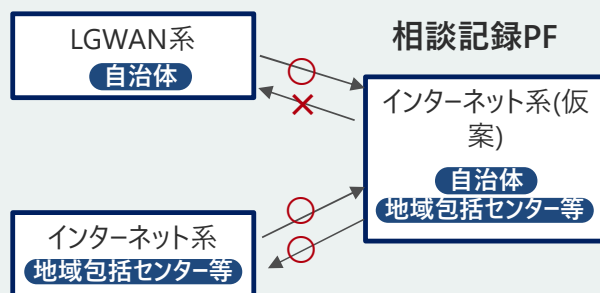 LGWAN系
自治体
相談記録PF
インターネット系(仮
案)
自治体
地域包括センター等
インターネット系
地域包括センター等